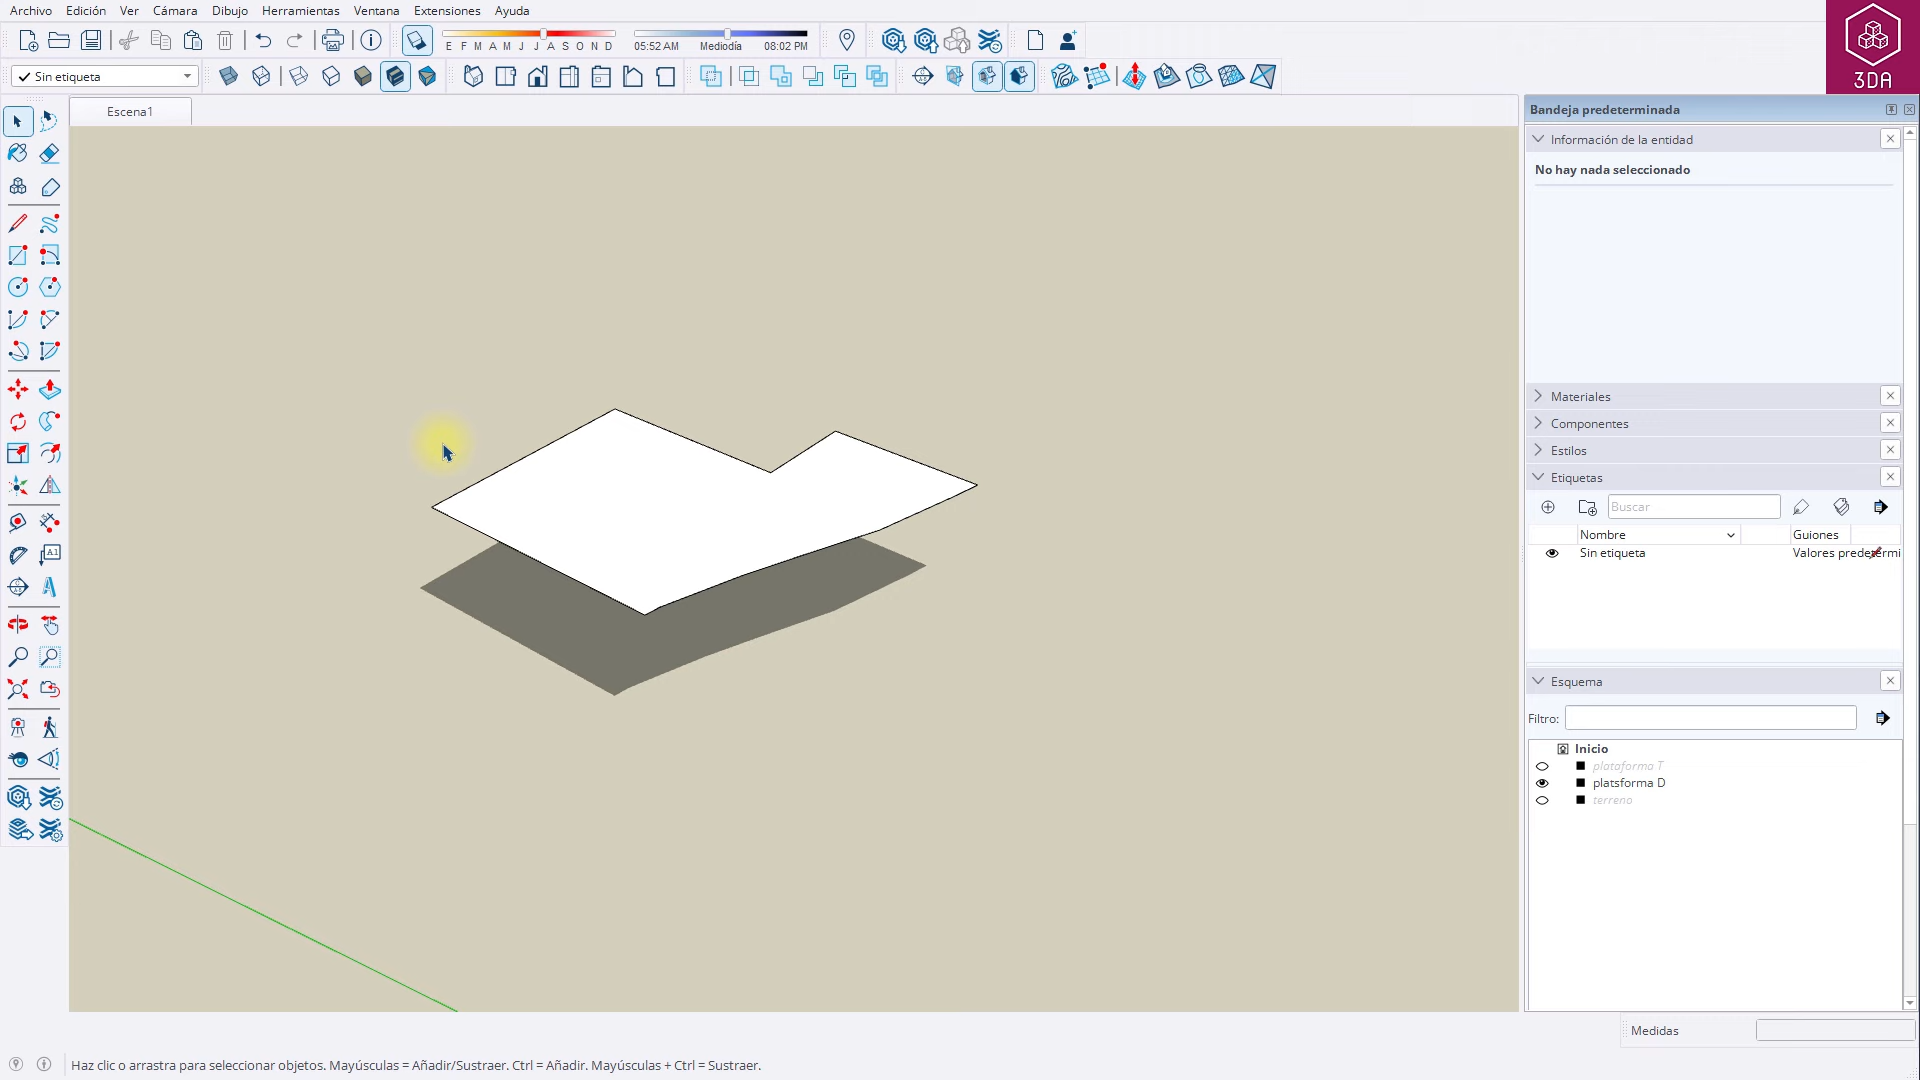 Archivo Edición Ver Cámara Dibujo Herramientas Ventana Extensiones Ayuda
E F M A M J J A S O N D 05:52 AM Mediodía 08:02 PM
3DA
Sin etiqueta
Escena1
Bandeja predeterminada
Información de la entidad
No hay nada seleccionado
Materiales
Componentes
Estilos
Etiquetas
Buscar
Nombre Guiones
Sin etiqueta Valores predetermi
Esquema
Filtro:
Inicio
plataforma T
platsforma D
terreno
A1
Medidas
Haz clic o arrastra para seleccionar objetos. Mayúsculas = Añadir/Sustraer. Ctrl = Añadir. Mayúsculas + Ctrl = Sustraer.